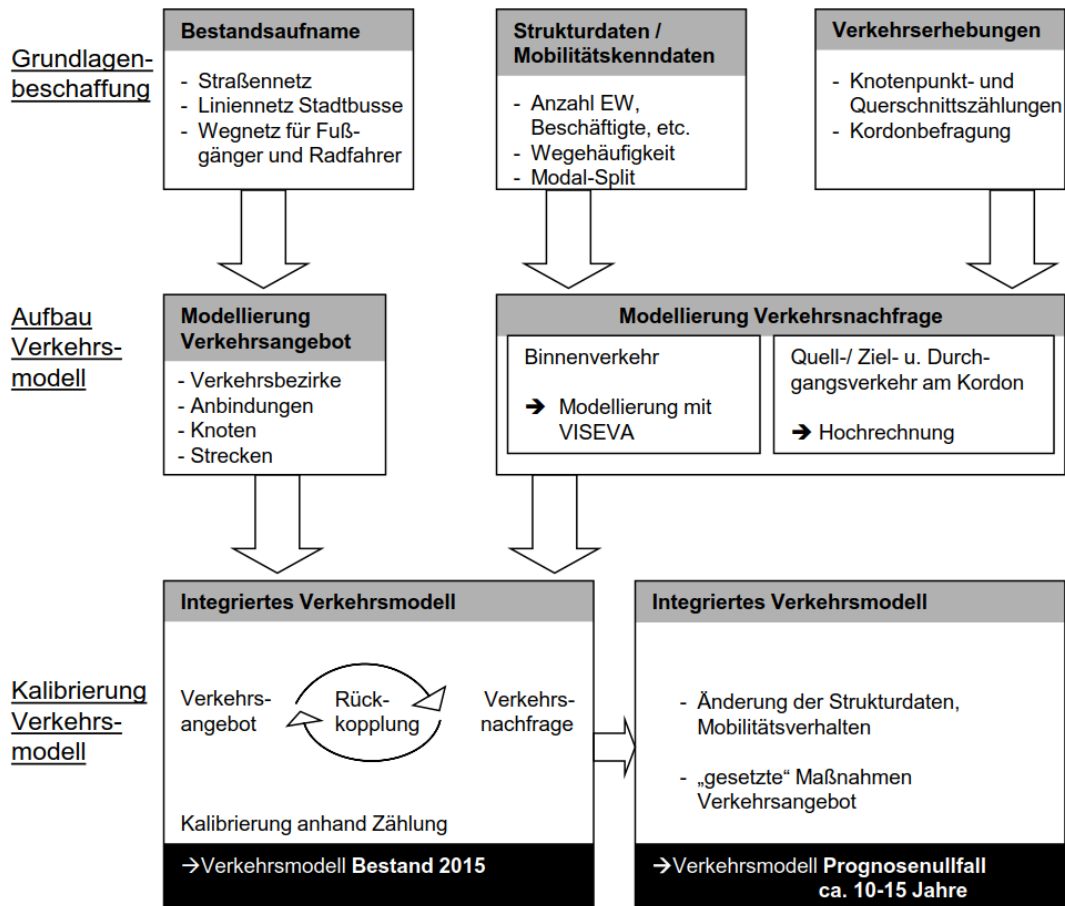 Grundlagen-
beschaffung
Bestandsaufname
- Straßennetz
- Liniennetz Stadtbusse
- Wegnetz für Fuß-
gänger und Radfahrer
Strukturdaten /
Mobilitätskenndaten
- Anzahl EW,
Beschäftigte, etc.
- Wegehäufigkeit
- Modal-Split
Verkehrserhebungen
- Knotenpunkt- und
Querschnittszählungen
- Kordonbefragung
Aufbau
Verkehrs-
modell
Modellierung
Verkehrsangebot
- Verkehrsbezirke
- Anbindungen
- Knoten
- Strecken
Modellierung Verkehrsnachfrage
Binnenverkehr
➔ Modellierung mit
VISEVA
Quell-/ Ziel- u. Durch-
gangsverkehr am Kordon
➔ Hochrechnung
Kalibrierung
Verkehrs-
modell
Integriertes Verkehrsmodell
Verkehrs-
angebot
Rück-
kopplung
Verkehrs-
nachfrage
Kalibrierung anhand Zählung
→Verkehrsmodell Bestand 2015
Integriertes Verkehrsmodell
- Änderung der Strukturdaten,
Mobilitätsverhalten
- „gesetzte“ Maßnahmen
Verkehrsangebot
→Verkehrsmodell Prognosenullfall
ca. 10-15 Jahre